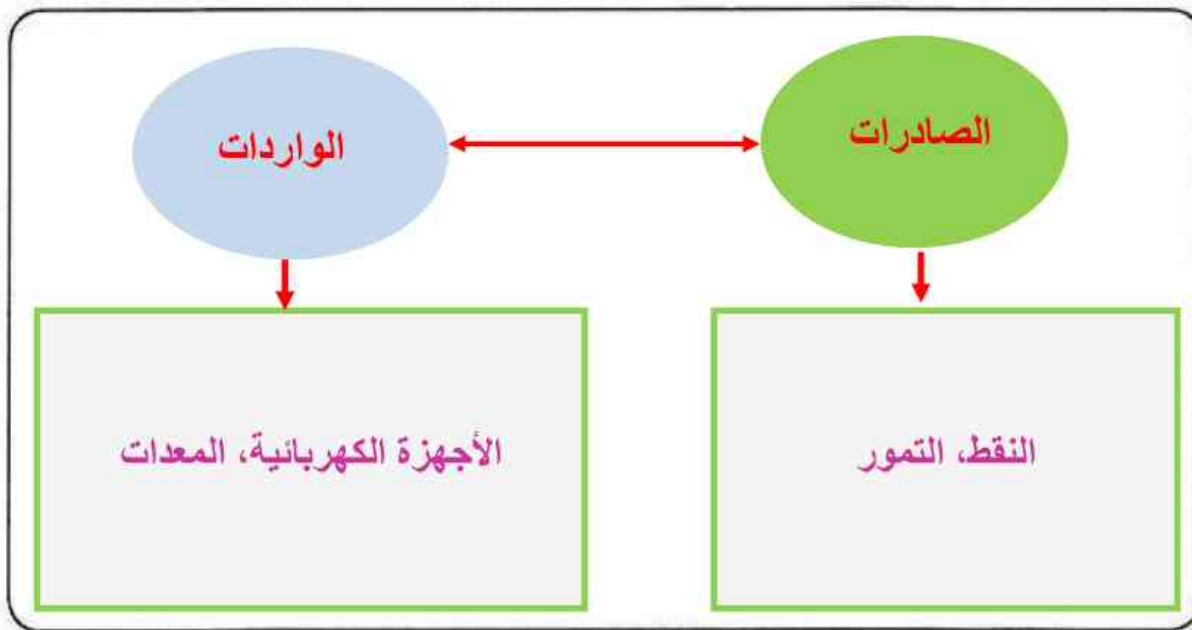 الصادرات
الواردات
النقط، التمور
الأجهزة الكهربائية، المعدات